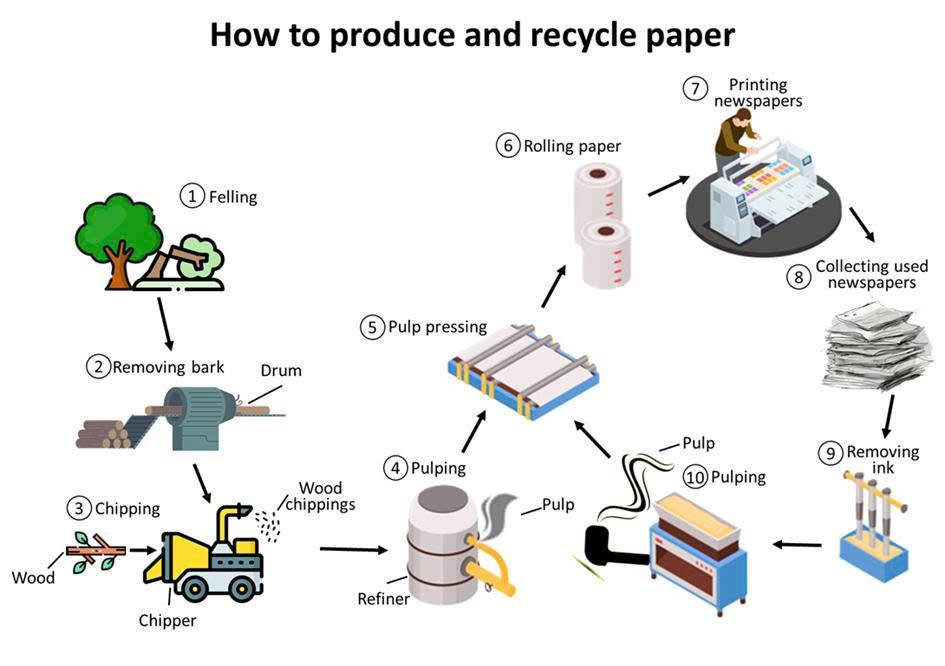 How to produce and recycle paper
1 Felling
2 Removing bark
Drum
3 Chipping
Wood
chippings
Wood
Chipper
4 Pulping
Pulp
Refiner
5 Pulp pressing
6 Rolling paper
7 Printing
newspapers
8 Collecting used
newspapers
9 Removing
ink
10 Pulping
Pulp